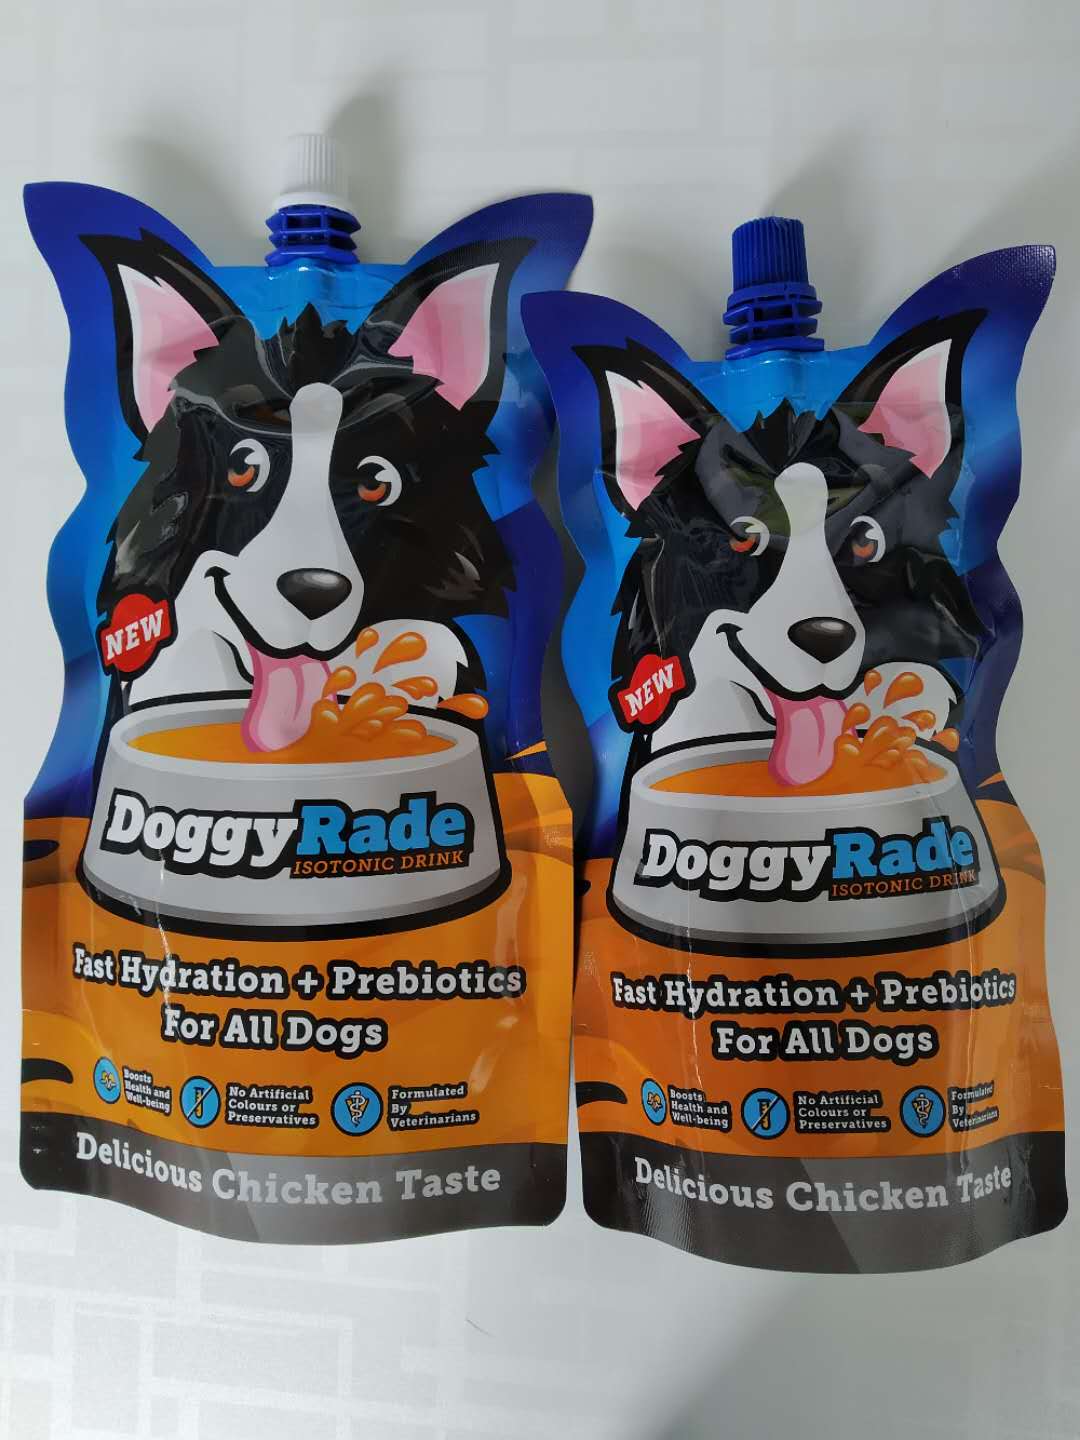 NEW
DoggyRade
ISOTONIC DRINK
Fast Hydration + Prebiotics
For All Dogs
Boosts
Health and
Well-being
No Artificial
Colours or
Preservatives
Formulated
By
Veterinarians
Delicious Chicken Taste
NEW
DoggyRade
ISOTONIC DRINK
Fast Hydration + Prebiotics
For All Dogs
Boosts
Health and
Well-being
No Artificial
Colours or
Preservatives
Formulated
By
Veterinarians
Delicious Chicken Taste